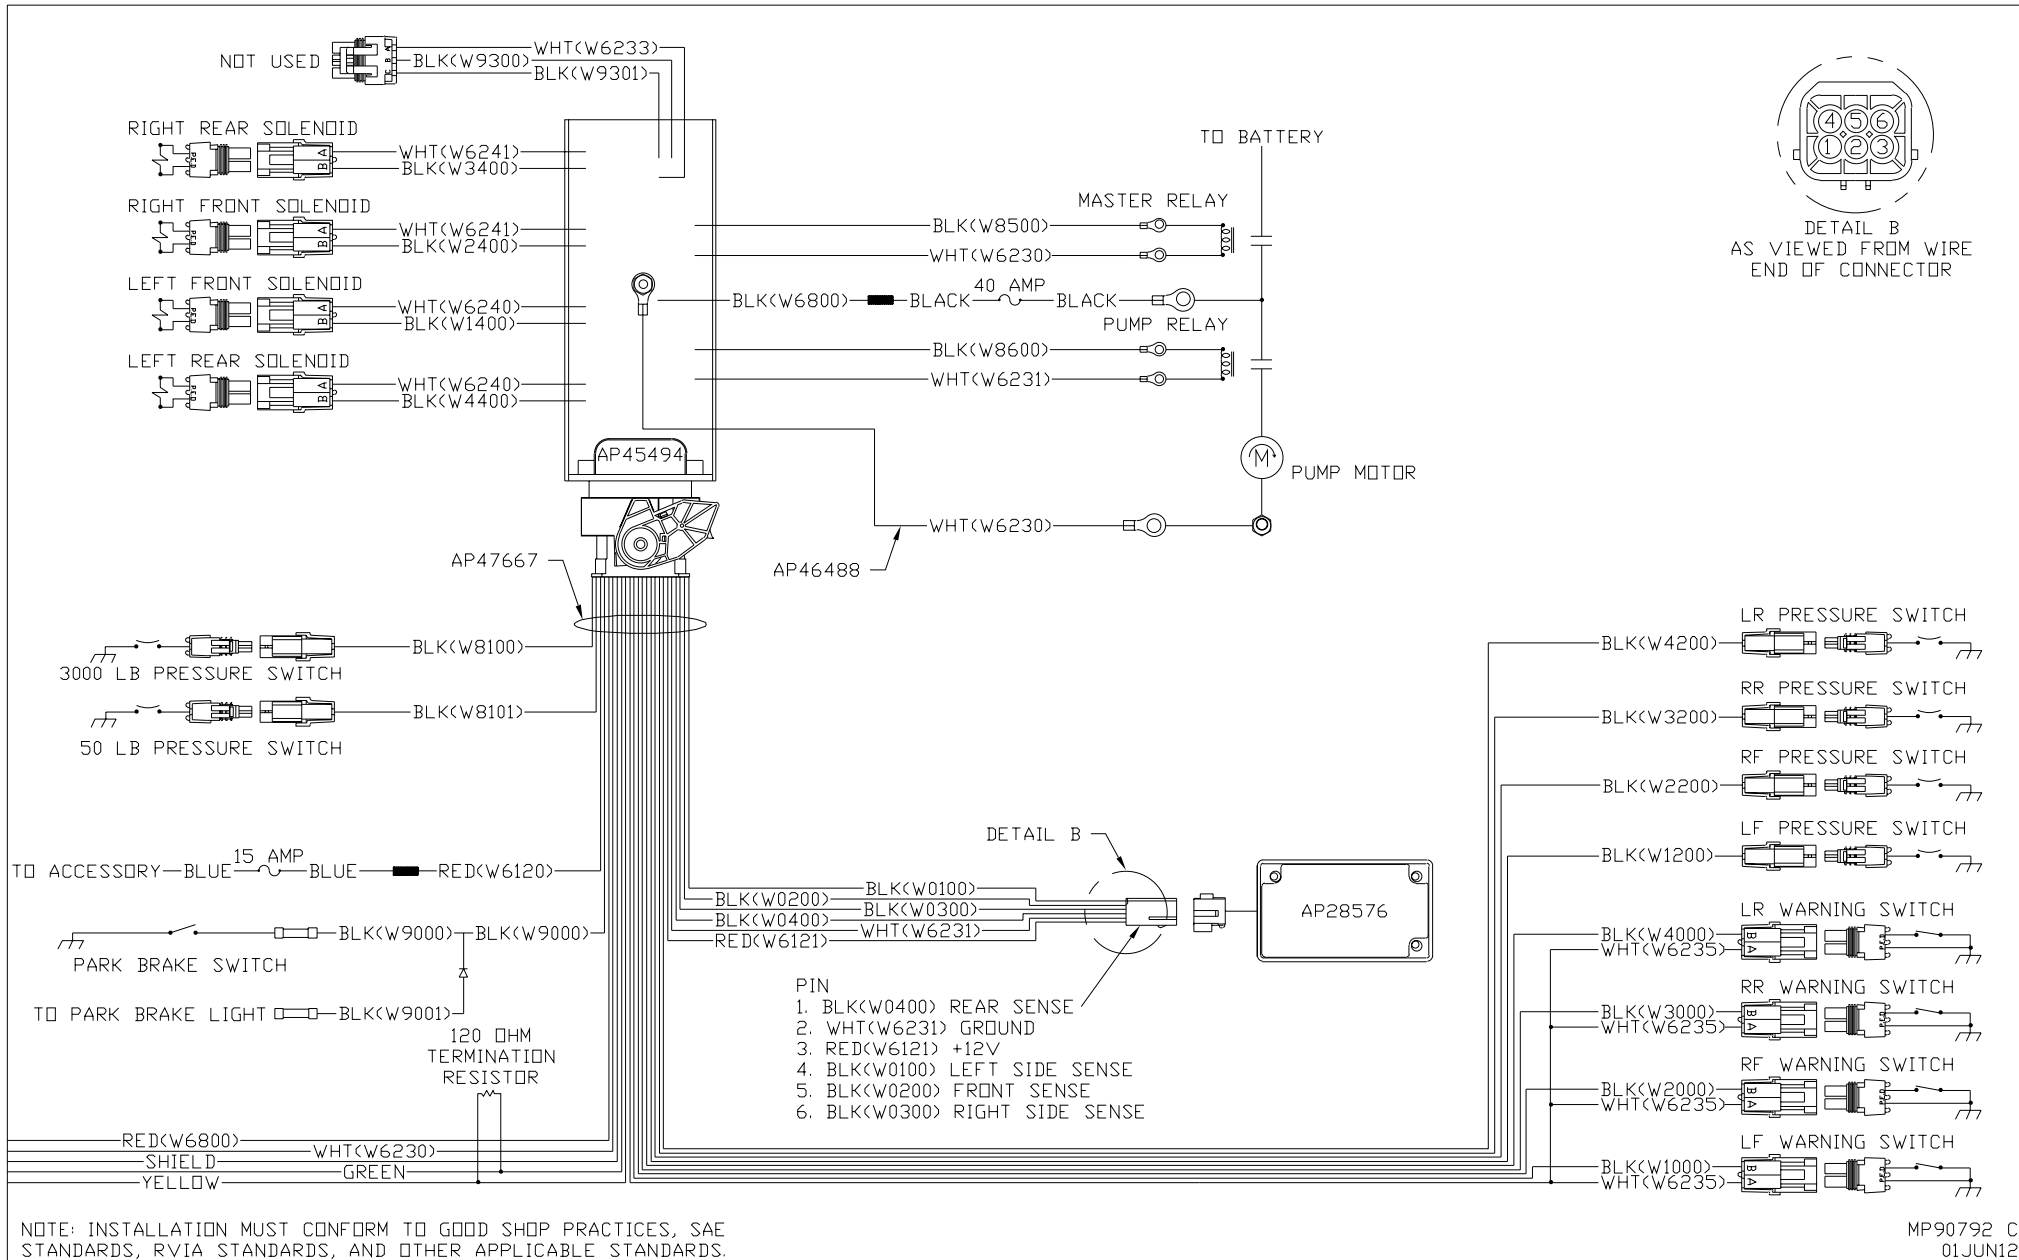 NOT USED
A
B
C
WHT(W6233)
BLK(W9300)
BLK(W9301)
RIGHT REAR SOLENOID
A
B
WHT(W6241)
BLK(W3400)
RIGHT FRONT SOLENOID
A
B
WHT(W6241)
BLK(W2400)
LEFT FRONT SOLENOID
A
B
WHT(W6240)
BLK(W1400)
LEFT REAR SOLENOID
A
B
WHT(W6240)
BLK(W4400)
TO BATTERY
MASTER RELAY
BLK(W8500)
WHT(W6230)
BLK(W6800)
BLACK
40 AMP
BLACK
PUMP RELAY
BLK(W8600)
WHT(W6231)
M
PUMP MOTOR
WHT(W6230)
AP46488
4 5 6
1 2 3
DETAIL B
AS VIEWED FROM WIRE
END OF CONNECTOR
AP45494
AP47667
BLK(W8100)
3000 LB PRESSURE SWITCH
BLK(W8101)
50 LB PRESSURE SWITCH
TO ACCESSORY
BLUE
15 AMP
BLUE
RED(W6120)
BLK(W9000)
BLK(W9000)
PARK BRAKE SWITCH
TO PARK BRAKE LIGHT
BLK(W9001)
120 OHM
TERMINATION
RESISTOR
RED(W6800)
WHT(W6230)
SHIELD
GREEN
YELLOW
DETAIL B
BLK(W0100)
BLK(W0200)
BLK(W0300)
BLK(W0400)
WHT(W6231)
RED(W6121)
AP28576
PIN
1. BLK(W0400) REAR SENSE
2. WHT(W6231) GROUND
3. RED(W6121) +12V
4. BLK(W0100) LEFT SIDE SENSE
5. BLK(W0200) FRONT SENSE
6. BLK(W0300) RIGHT SIDE SENSE
LR PRESSURE SWITCH
BLK(W4200)
RR PRESSURE SWITCH
BLK(W3200)
RF PRESSURE SWITCH
BLK(W2200)
LF PRESSURE SWITCH
BLK(W1200)
LR WARNING SWITCH
BLK(W4000)
WHT(W6235)
B
A
RR WARNING SWITCH
BLK(W3000)
WHT(W6235)
B
A
RF WARNING SWITCH
BLK(W2000)
WHT(W6235)
B
A
LF WARNING SWITCH
BLK(W1000)
WHT(W6235)
B
A
NOTE: INSTALLATION MUST CONFORM TO GOOD SHOP PRACTICES, SAE
STANDARDS, RVIA STANDARDS, AND OTHER APPLICABLE STANDARDS.
MP90792 C
01JUN12